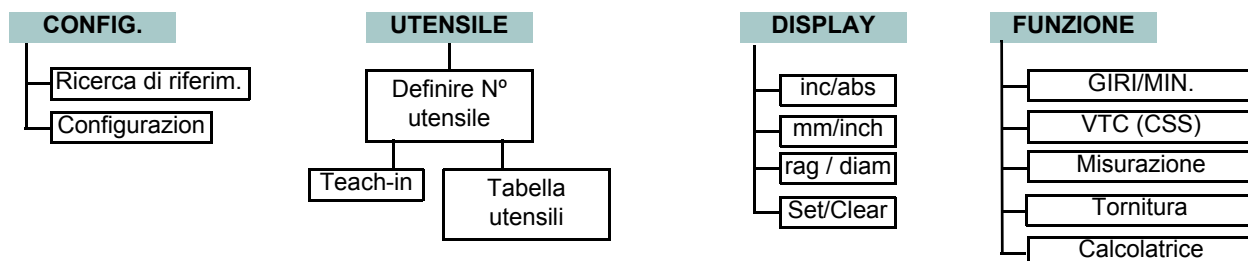 CONFIG.
Ricerca di riferim.
Configurazion
UTENSILE
Definire Nº
utensile
Teach-in
Tabella
utensili
DISPLAY
inc/abs
mm/inch
rag / diam
Set/Clear
FUNZIONE
GIRI/MIN.
VTC (CSS)
Misurazione
Tornitura
Calcolatrice